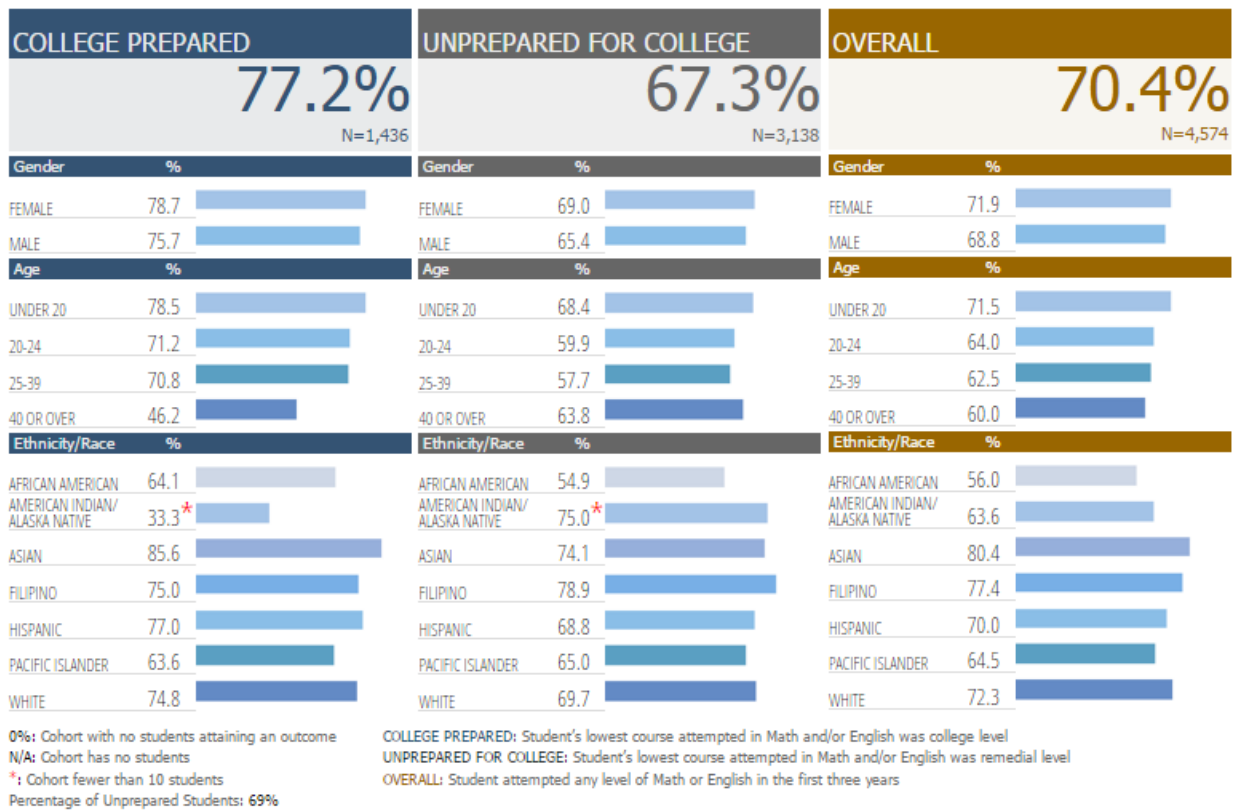 COLLEGE PREPARED
77.2%
N=1,436
Gender %
FEMALE 78.7
MALE 75.7
Age %
UNDER 20 78.5
20-24 71.2
25-39 70.8
40 OR OVER 46.2
Ethnicity/Race %
AFRICAN AMERICAN 64.1
AMERICAN INDIAN/
ALASKA NATIVE 33.3*
ASIAN 85.6
FILIPINO 75.0
HISPANIC 77.0
PACIFIC ISLANDER 63.6
WHITE 74.8
UNPREPARED FOR COLLEGE
67.3%
N=3,138
Gender %
FEMALE 69.0
MALE 65.4
Age %
UNDER 20 68.4
20-24 59.9
25-39 57.7
40 OR OVER 63.8
Ethnicity/Race %
AFRICAN AMERICAN 54.9
AMERICAN INDIAN/
ALASKA NATIVE 75.0*
ASIAN 74.1
FILIPINO 78.9
HISPANIC 68.8
PACIFIC ISLANDER 65.0
WHITE 69.7
OVERALL
70.4%
N=4,574
Gender %
FEMALE 71.9
MALE 68.8
Age %
UNDER 20 71.5
20-24 64.0
25-39 62.5
40 OR OVER 60.0
Ethnicity/Race %
AFRICAN AMERICAN 56.0
AMERICAN INDIAN/
ALASKA NATIVE 63.6
ASIAN 80.4
FILIPINO 77.4
HISPANIC 70.0
PACIFIC ISLANDER 64.5
WHITE 72.3
0%: Cohort with no students attaining an outcome
N/A: Cohort has no students
*: Cohort fewer than 10 students
Percentage of Unprepared Students: 69%
COLLEGE PREPARED: Student's lowest course attempted in Math and/or English was college level
UNPREPARED FOR COLLEGE: Student's lowest course attempted in Math and/or English was remedial level
OVERALL: Student attempted any level of Math or English in the first three years